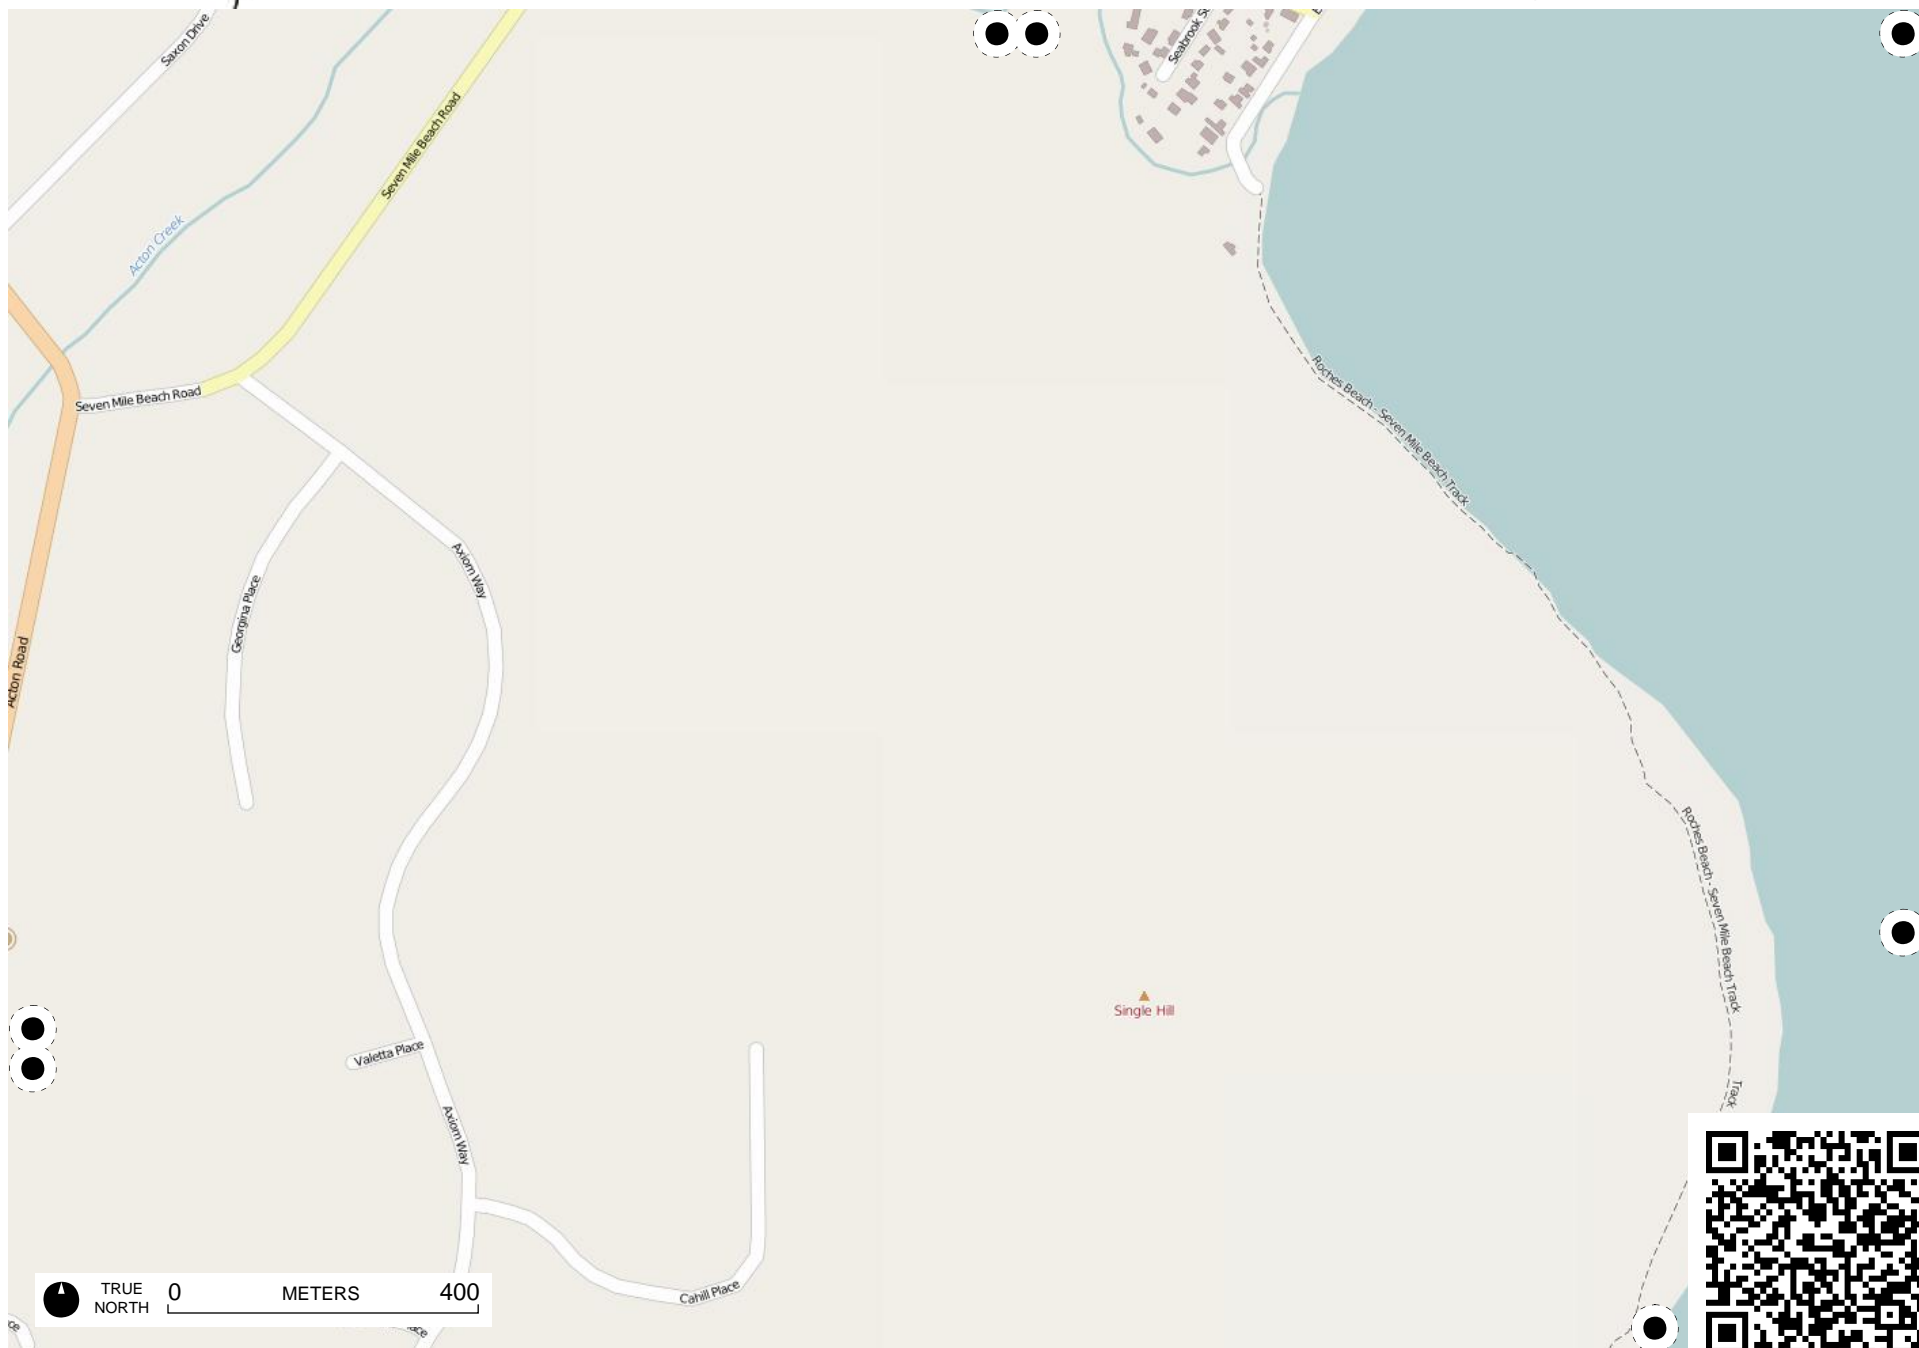 Saxon Drive
Seabrook
Seven Mile Beach Road
Acton Creek
Seven Mile Beach Road
Roches Beach - Seven Mile Beach Track
Axiom Way
Georgina Place
Acton Road
Roches Beach - Seven Mile Beach Track
Single Hill
Valetta Place
Track
Axiom Way
Cahill Place
TRUE
NORTH
0 METERS 400